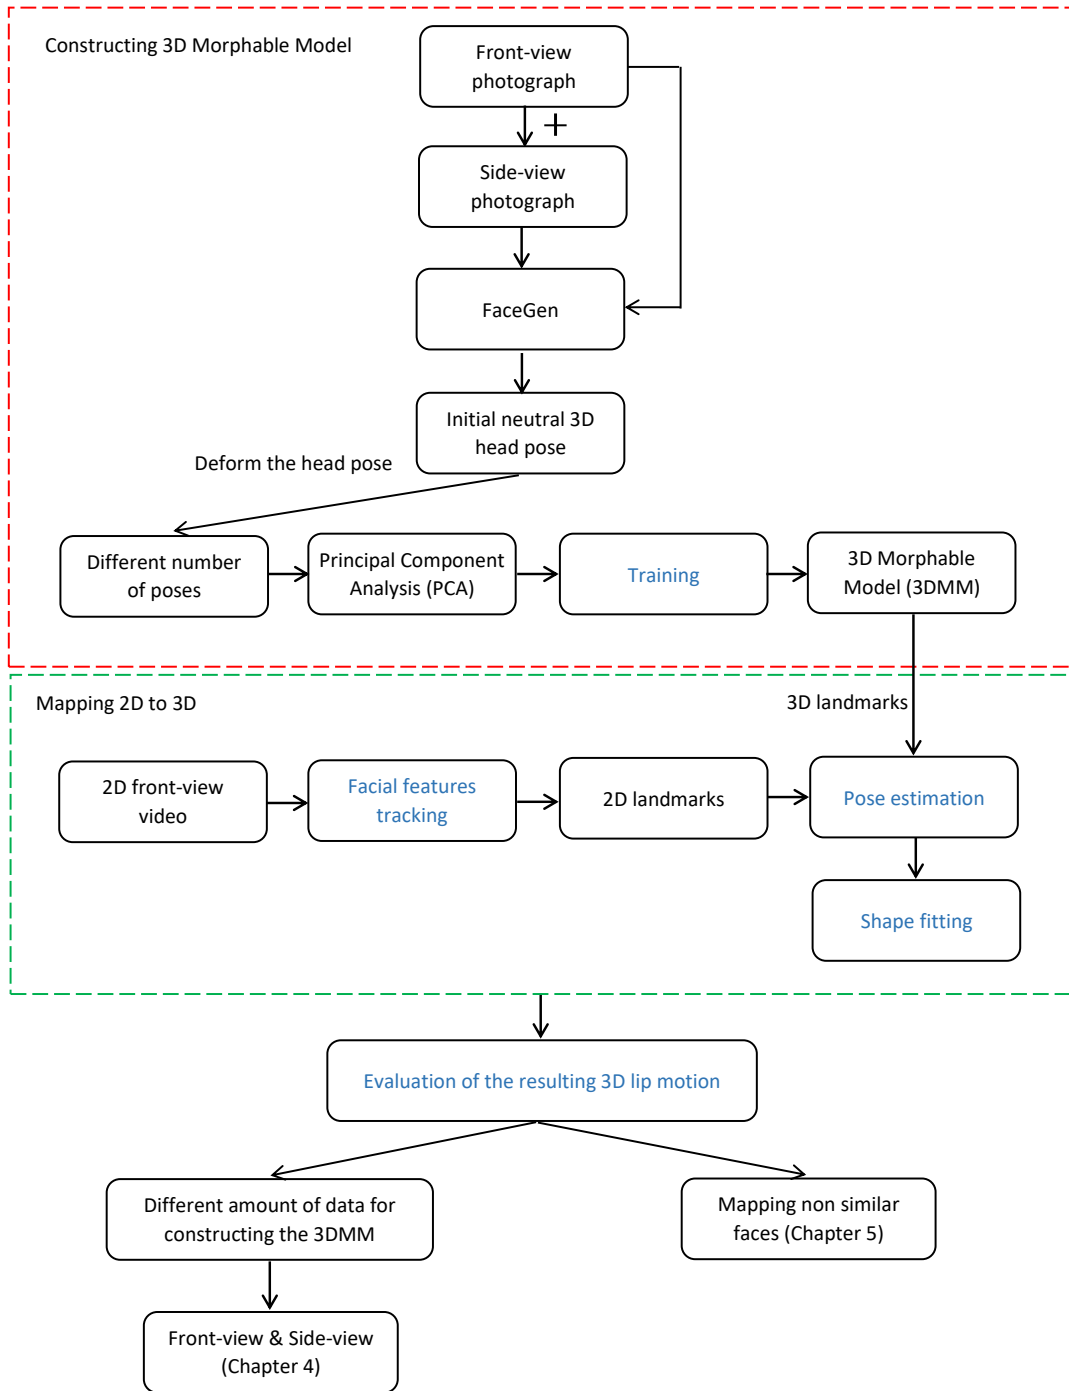 Constructing 3D Morphable Model
Front-view
photograph
+
Side-view
photograph
FaceGen
Initial neutral 3D
head pose
Deform the head pose
Different number
of poses
Principal Component
Analysis (PCA)
Training
3D Morphable
Model (3DMM)
Mapping 2D to 3D
3D landmarks
2D front-view
video
Facial features
tracking
2D landmarks
Pose estimation
Shape fitting
Evaluation of the resulting 3D lip motion
Different amount of data for
constructing the 3DMM
Mapping non similar
faces (Chapter 5)
Front-view & Side-view
(Chapter 4)